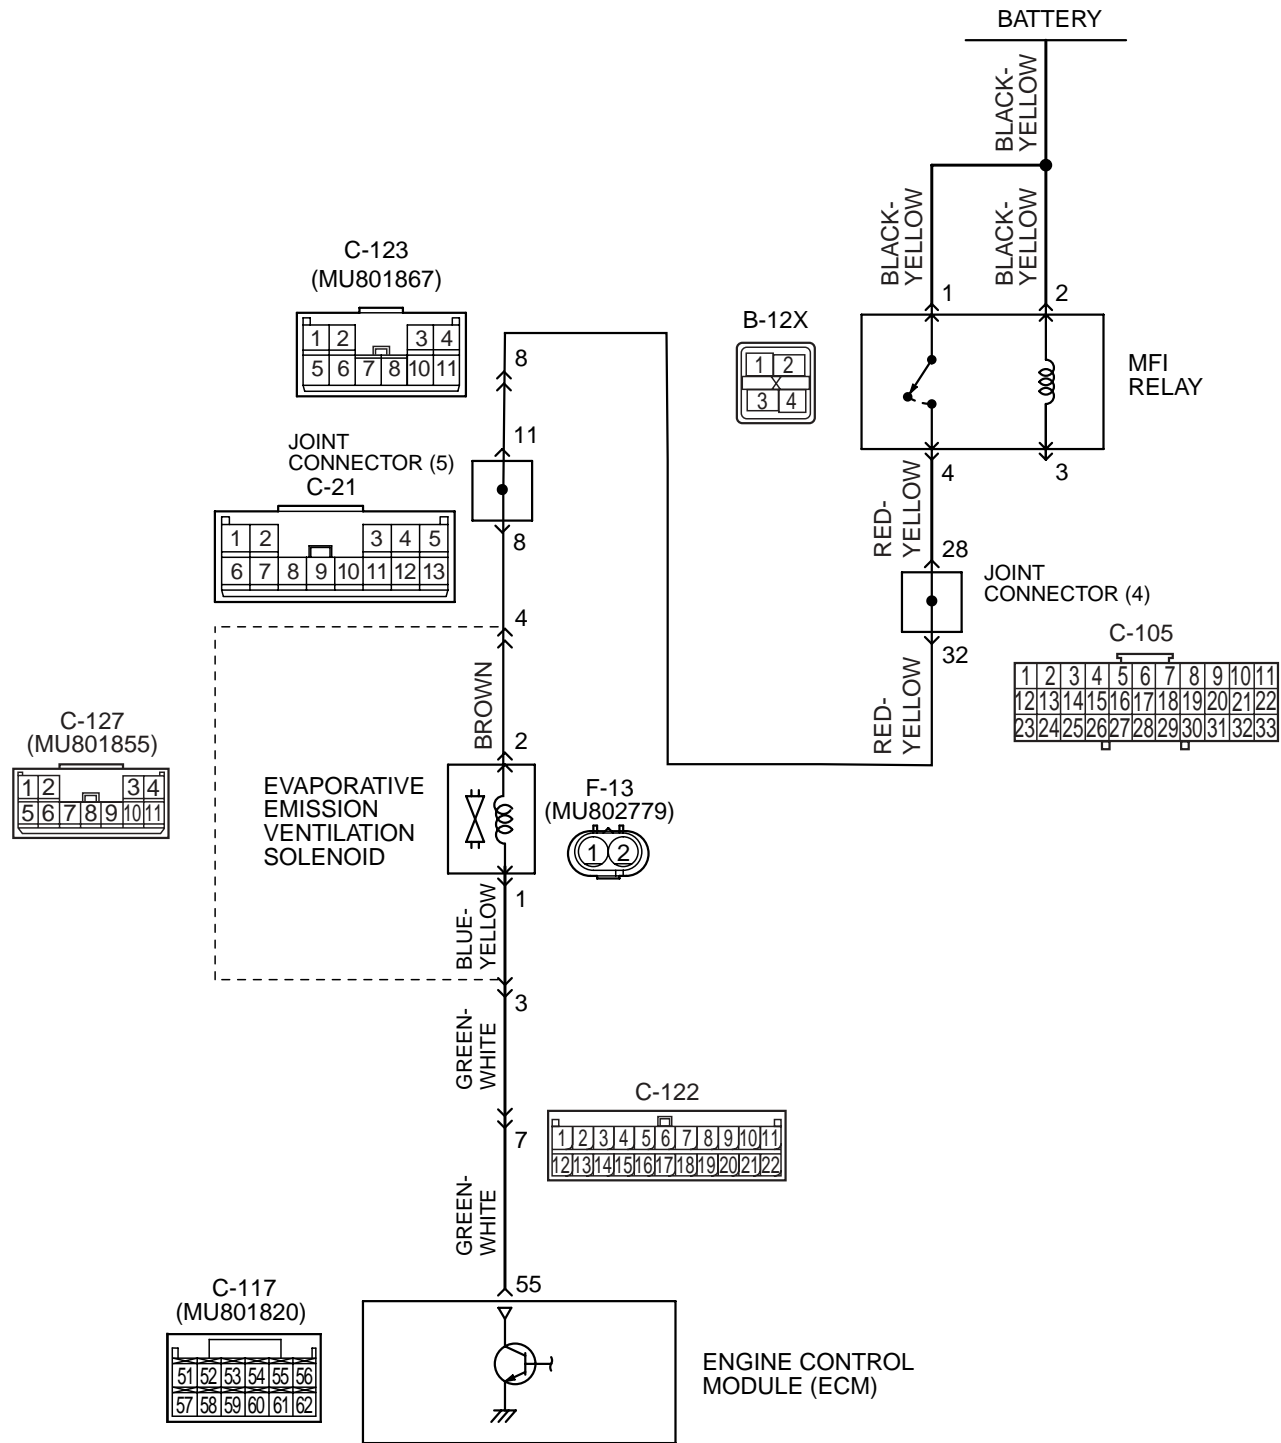 BATTERY
BLACK-
YELLOW
BLACK-
YELLOW
BLACK-
YELLOW
1
2
MFI
RELAY
B-12X
1 2
3 4
4
3
RED-
YELLOW
28
JOINT
CONNECTOR (4)
32
RED-
YELLOW
C-105
1 2 3 4 5 6 7 8 9 10 11
12 13 14 15 16 17 18 19 20 21 22
23 24 25 26 27 28 29 30 31 32 33
C-123
(MU801867)
1 2 3 4
5 6 7 8 10 11
8
11
JOINT
CONNECTOR (5)
C-21
1 2 3 4 5
6 7 8 9 10 11 12 13
8
4
BROWN
2
C-127
(MU801855)
1 2 3 4
5 6 7 8 9 10 11
EVAPORATIVE
EMISSION
VENTILATION
SOLENOID
F-13
(MU802779)
1 2
1
BLUE-
YELLOW
3
GREEN-
WHITE
C-122
1 2 3 4 5 6 7 8 9 10 11
12 13 14 15 16 17 18 19 20 21 22
7
GREEN-
WHITE
55
C-117
(MU801820)
51 52 53 54 55 56
57 58 59 60 61 62
ENGINE CONTROL
MODULE (ECM)